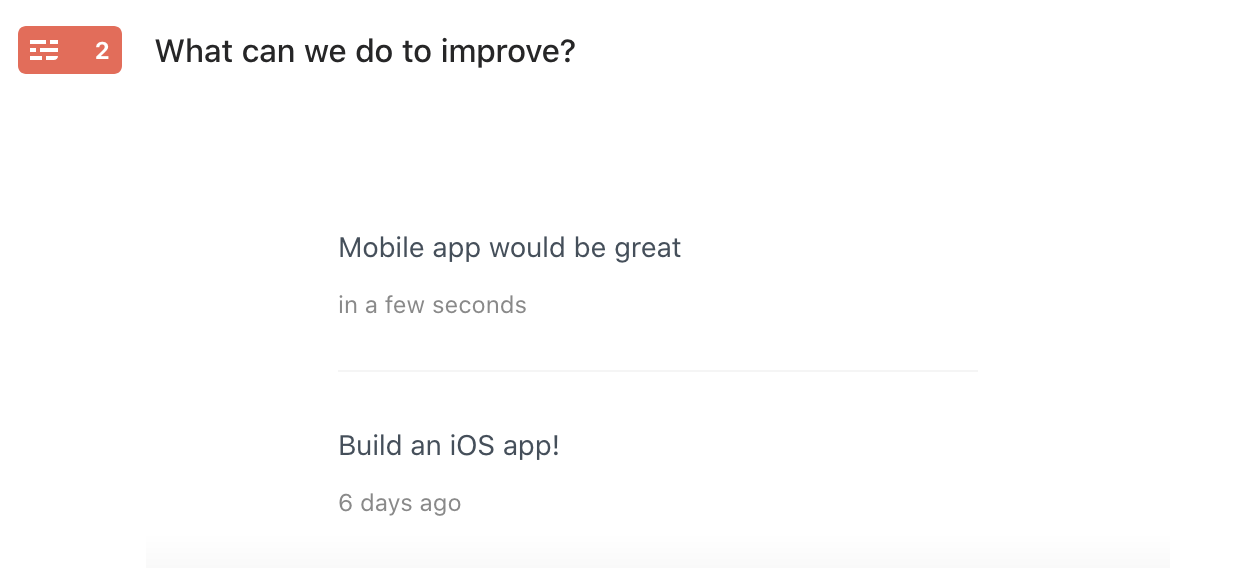 2 What can we do to improve?
Mobile app would be great
in a few seconds
Build an iOS app!
6 days ago